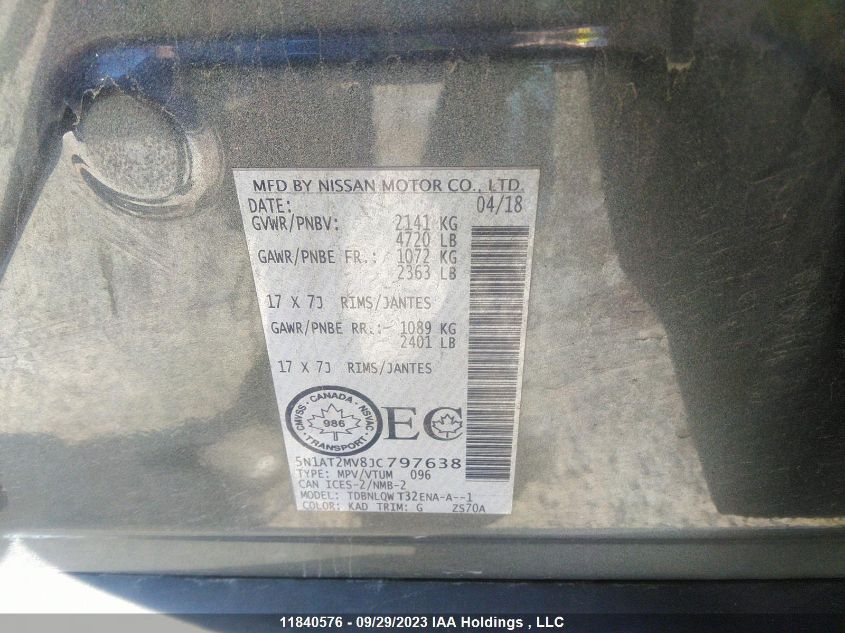 MFD BY NISSAN MOTOR CO., LTD.
DATE: 04/18
GVWR/PNBV: 2141 KG
4720 LB
GAWR/PNBE FR.: 1072 KG
2363 LB
17 X 7J RIMS/JANTES
GAWR/PNBE RR.: 1089 KG
2401 LB
17 X 7J RIMS/JANTES
CANADA
CMVSS NSVAC
986
TRANSPORT
EC
5N1AT2MV8JC797638
TYPE: MPV/VTUM 096
CAN ICES-2/NMB-2
MODEL: TDBNLQW T32ENA-A--1
COLOR: KAD TRIM: G ZS70A
11840576 - 09/29/2023 IAA Holdings , LLC